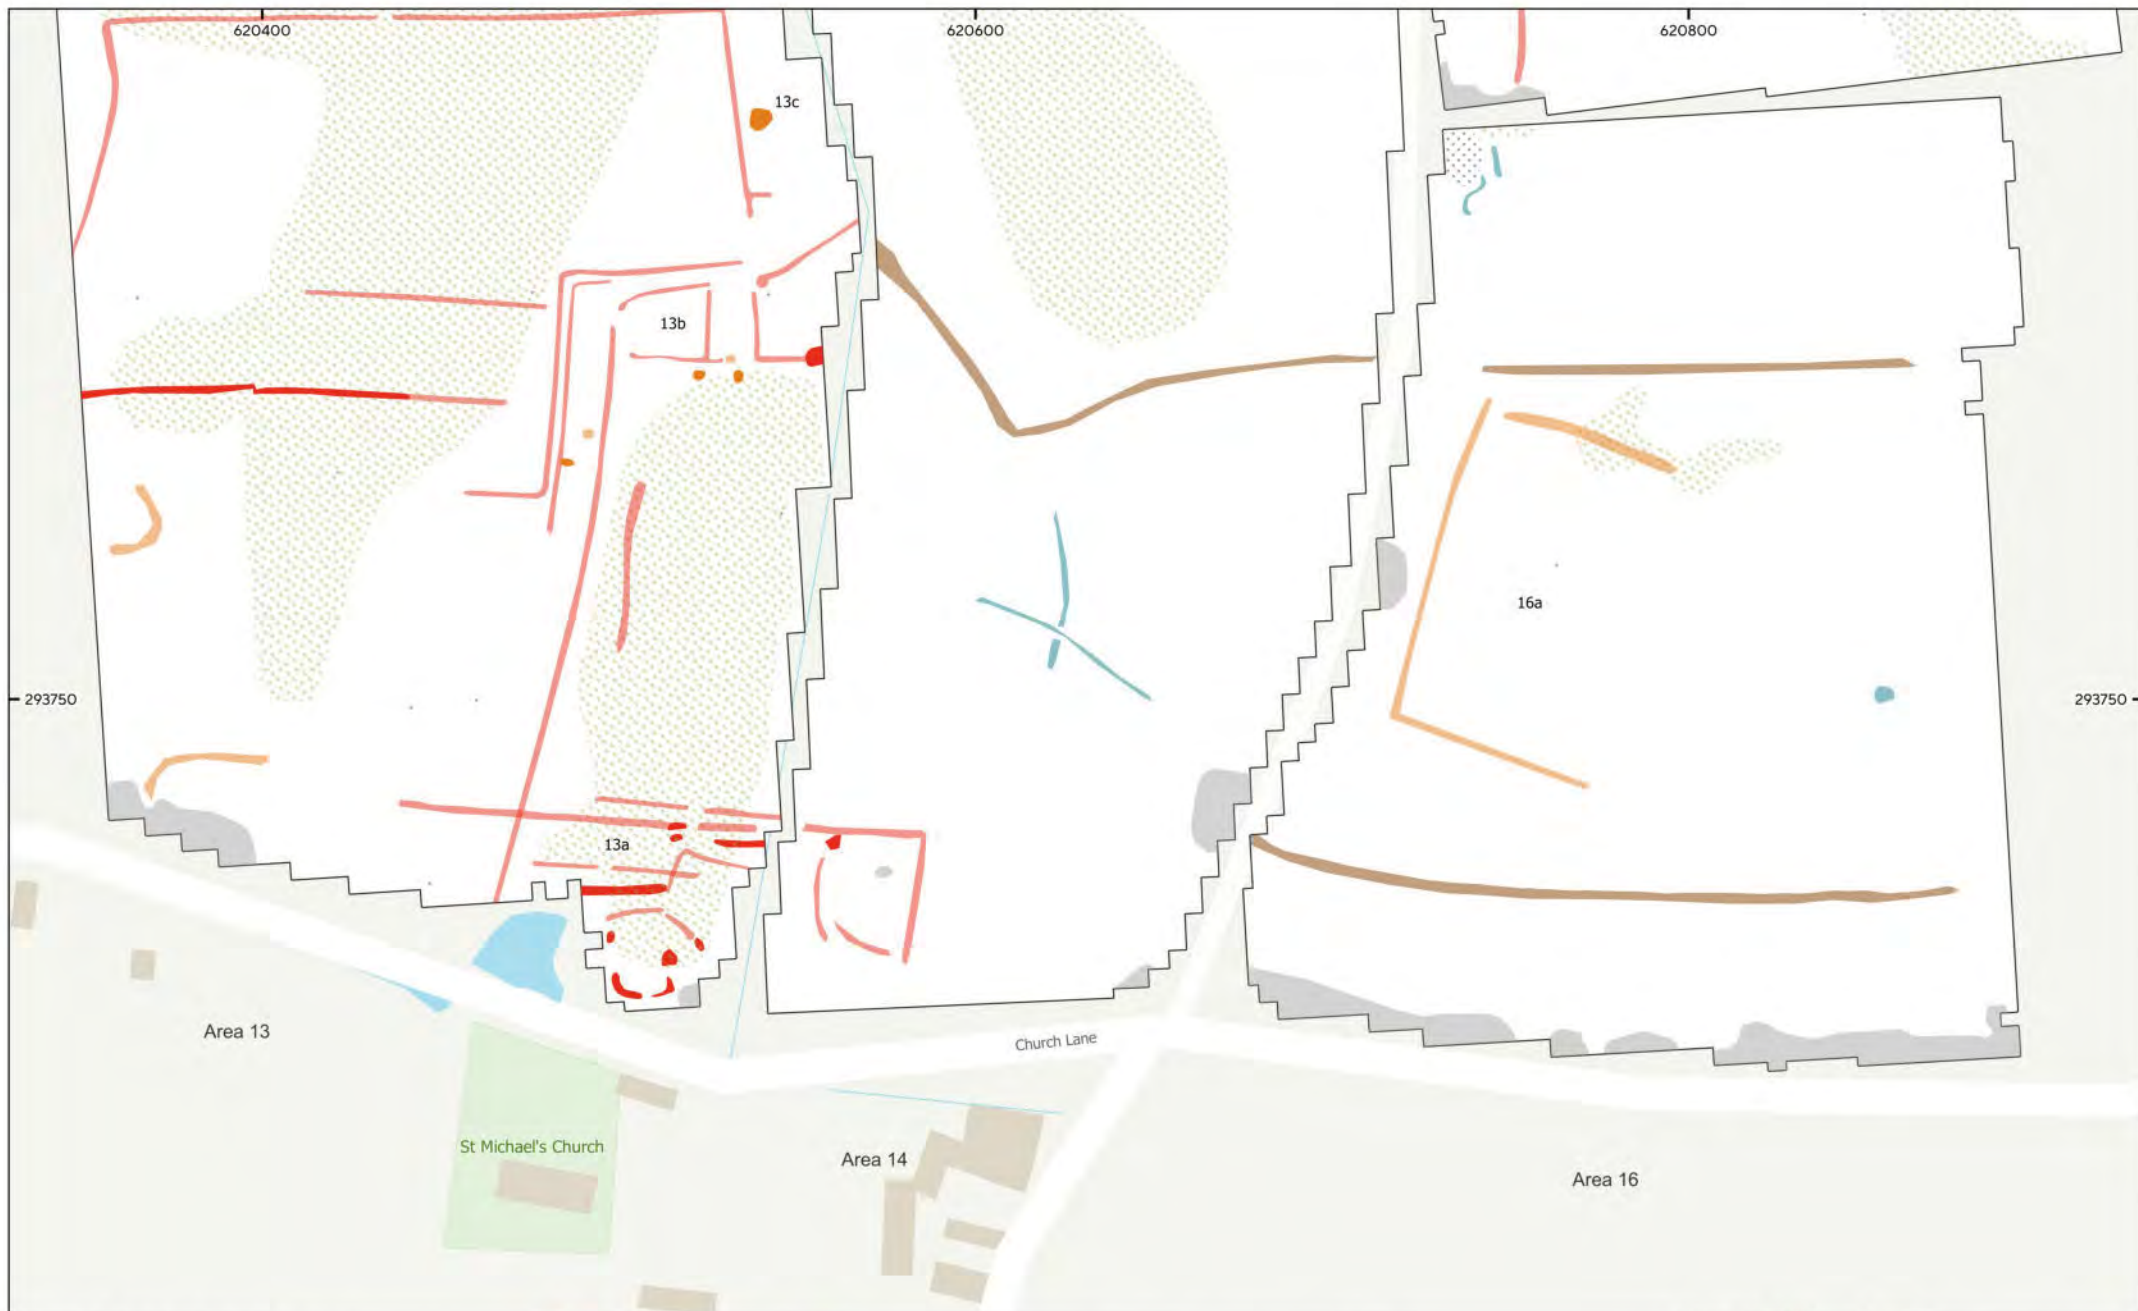 620400
620600
620800
13c
13b
16a
293750
293750
13a
Area 13
Church Lane
St Michael's Church
Area 14
Area 16